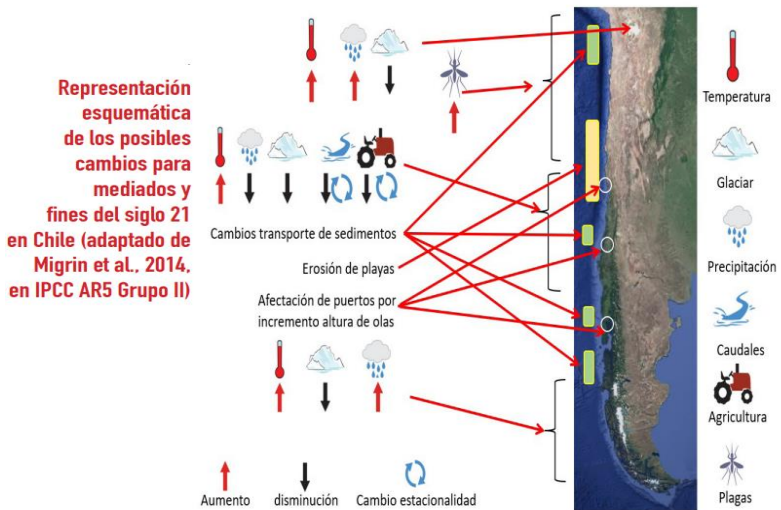 Representación
esquemática
de los posibles
cambios para
mediados y
fines del siglo 21
en Chile (adaptado de
Migrin et al., 2014,
en IPCC AR5 Grupo II)
Cambios transporte de sedimentos
Erosión de playas
Afectación de puertos por
incremento altura de olas
Aumento
disminución
Cambio estacionalidad
Temperatura
Glaciar
Precipitación
Caudales
Agricultura
Plagas